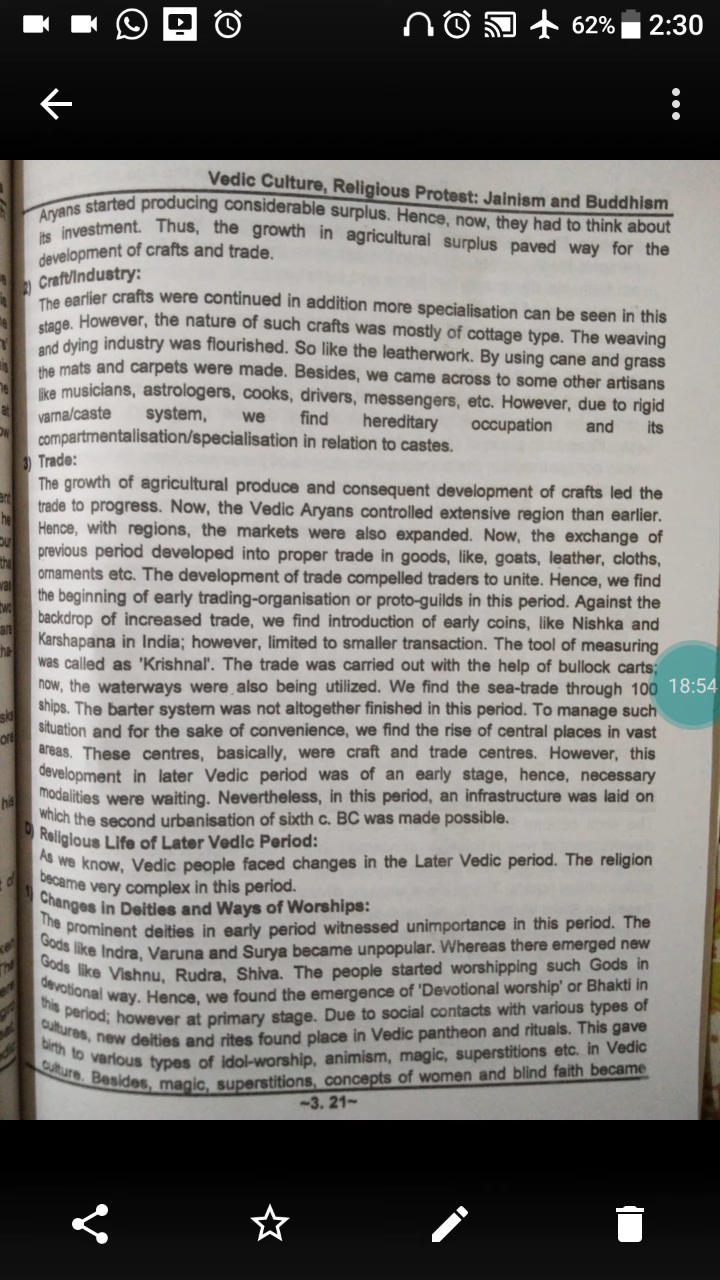 62% 2:30
Vedic Culture, Religious Protest: Jainism and Buddhism
Aryans started producing considerable surplus. Hence, now, they had to think about
its investment. Thus, the growth in agricultural surplus paved way for the
development of crafts and trade.
2) Craft/Industry:
The earlier crafts were continued in addition more specialisation can be seen in this
stage. However, the nature of such crafts was mostly of cottage type. The weaving
and dying industry was flourished. So like the leatherwork. By using cane and grass
the mats and carpets were made. Besides, we came across to some other artisans
like musicians, astrologers, cooks, drivers, messengers, etc. However, due to rigid
varna/caste system, we find hereditary occupation and its
compartmentalisation/specialisation in relation to castes.
3) Trade:
The growth of agricultural produce and consequent development of crafts led the
trade to progress. Now, the Vedic Aryans controlled extensive region than earlier.
Hence, with regions, the markets were also expanded. Now, the exchange of
previous period developed into proper trade in goods, like, goats, leather, cloths,
ornaments etc. The development of trade compelled traders to unite. Hence, we find
the beginning of early trading-organisation or proto-guilds in this period. Against the
backdrop of increased trade, we find introduction of early coins, like Nishka and
Karshapana in India; however, limited to smaller transaction. The tool of measuring
was called as 'Krishnal'. The trade was carried out with the help of bullock carts;
now, the waterways were also being utilized. We find the sea-trade through 100
18:54
ships. The barter system was not altogether finished in this period. To manage such
situation and for the sake of convenience, we find the rise of central places in vast
areas. These centres, basically, were craft and trade centres. However, this
development in later Vedic period was of an early stage, hence, necessary
modalities were waiting. Nevertheless, in this period, an infrastructure was laid on
which the second urbanisation of sixth c. BC was made possible.
D) Religious Life of Later Vedic Period:
As we know, Vedic people faced changes in the Later Vedic period. The religion
became very complex in this period.
1) Changes in Deities and Ways of Worships:
The prominent deities in early period witnessed unimportance in this period. The
Gods like Indra, Varuna and Surya became unpopular. Whereas there emerged new
Gods like Vishnu, Rudra, Shiva. The people started worshipping such Gods in
devotional way. Hence, we found the emergence of 'Devotional worship' or Bhakti in
this period; however at primary stage. Due to social contacts with various types of
cultures, new deities and rites found place in Vedic pantheon and rituals. This gave
birth to various types of idol-worship, animism, magic, superstitions etc. in Vedic
culture. Besides, magic, superstitions, concepts of women and blind faith became
~3. 21~